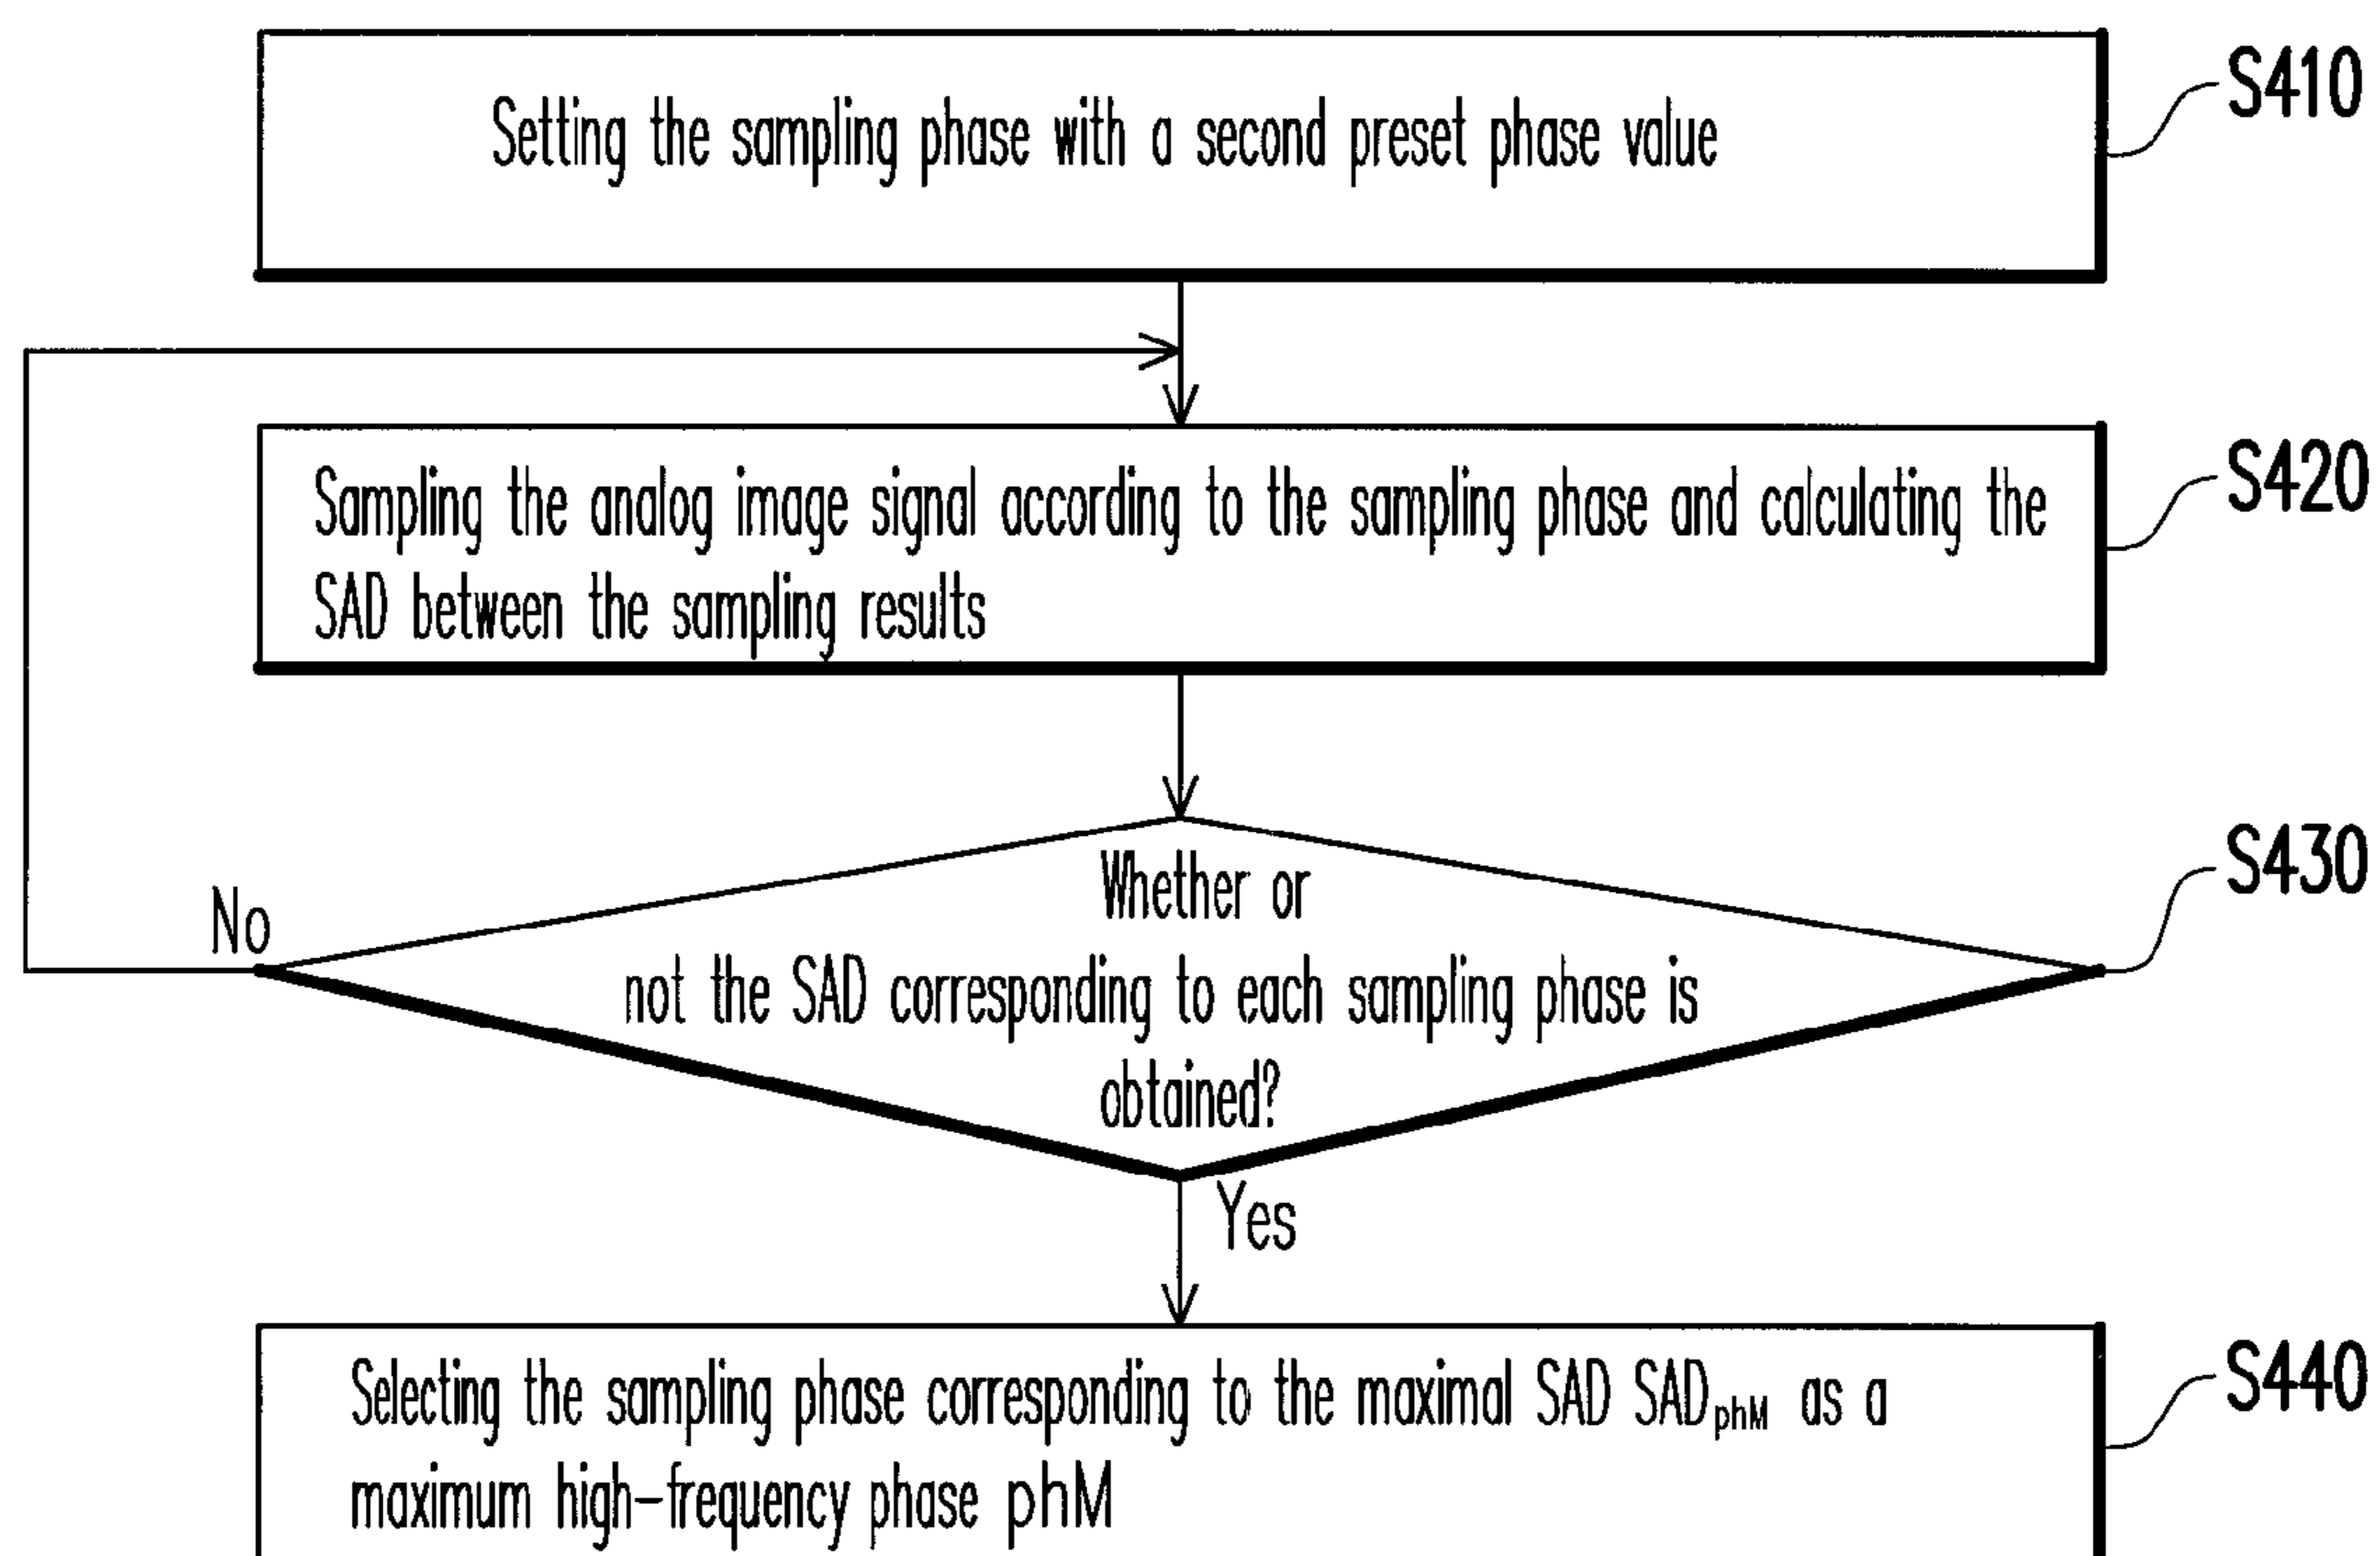 Setting the sampling phase with a second preset phase value
S410
Sampling the analog image signal according to the sampling phase and calculating the
SAD between the sampling results
S420
Whether or
not the SAD corresponding to each sampling phase is
obtained?
S430
No
Yes
Selecting the sampling phase corresponding to the maximal SAD SADphM as a
maximum high-frequency phase phM
S440